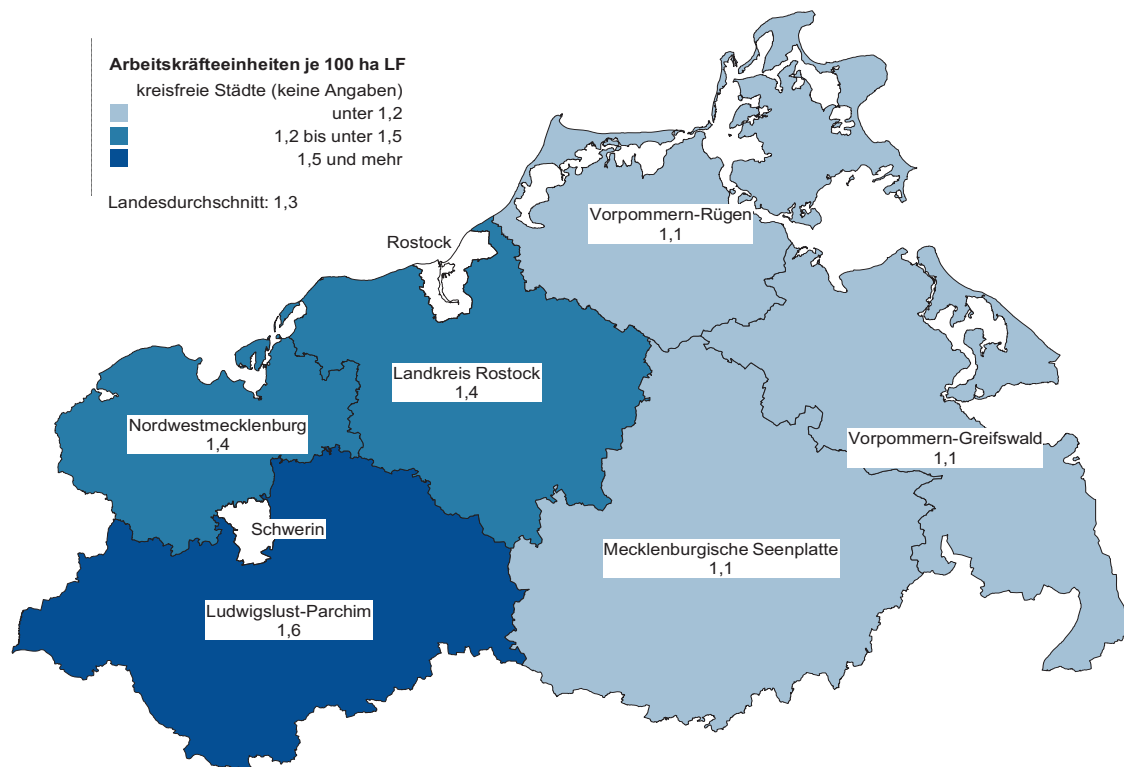 Arbeitskräfteeinheiten je 100 ha LF
kreisfreie Städte (keine Angaben)
unter 1,2
1,2 bis unter 1,5
1,5 und mehr
Landesdurchschnitt: 1,3
Vorpommern-Rügen
1,1
Rostock
Landkreis Rostock
1,4
Nordwestmecklenburg
1,4
Vorpommern-Greifswald
1,1
Schwerin
Mecklenburgische Seenplatte
1,1
Ludwigslust-Parchim
1,6